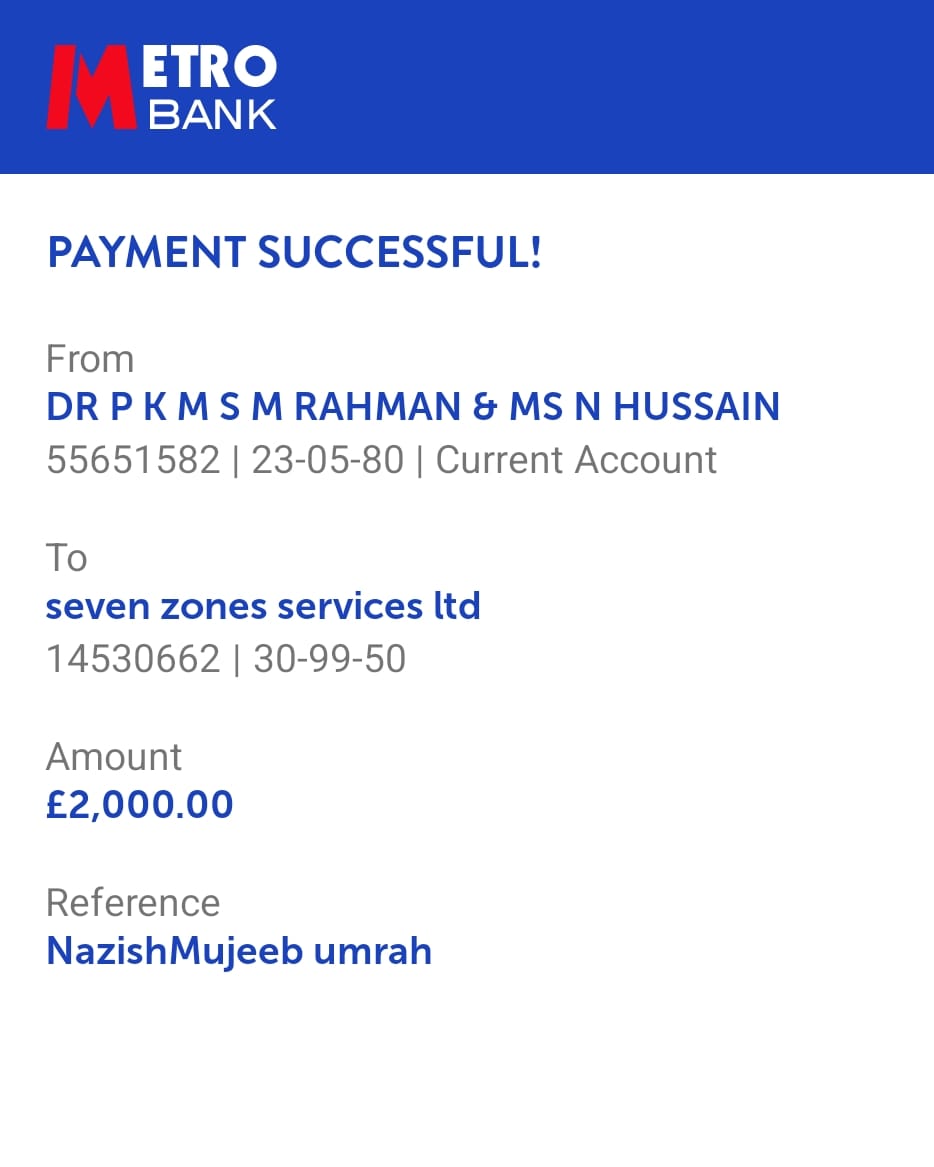 METRO
BANK
PAYMENT SUCCESSFUL!
From
DR P K M S M RAHMAN & MS N HUSSAIN
55651582 | 23-05-80 | Current Account
To
seven zones services ltd
14530662 | 30-99-50
Amount
£2,000.00
Reference
NazishMujeeb umrah